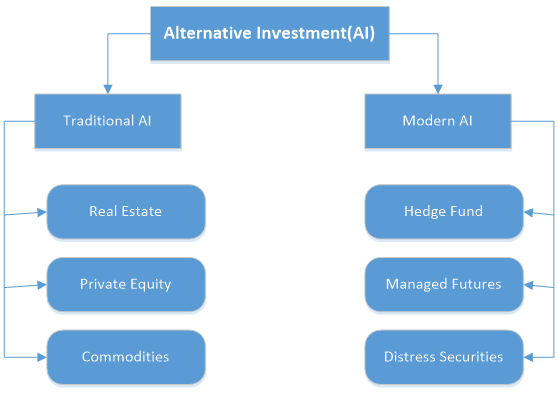 Alternative Investment(AI)
Traditional AI
Modern AI
Real Estate
Hedge Fund
Private Equity
Managed Futures
Commodities
Distress Securities